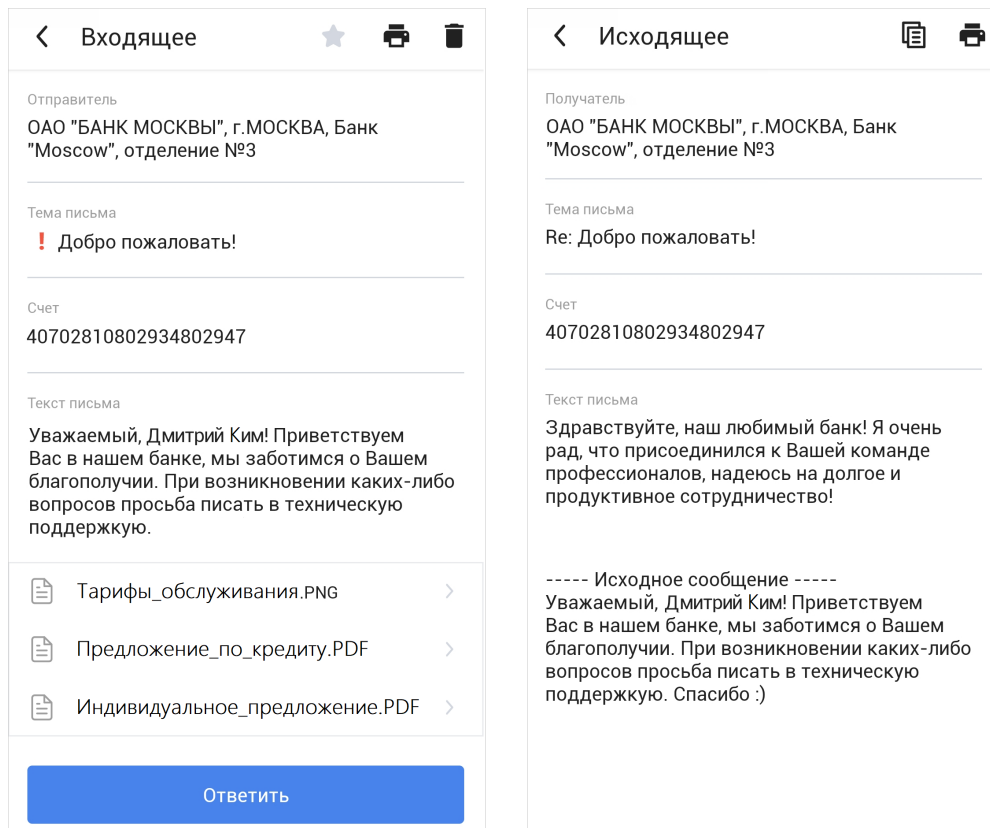 Входящее
Отправитель
ОАО "БАНК МОСКВЫ", г.МОСКВА, Банк
"Moscow", отделение №3
Тема письма
❗ Добро пожаловать!
Счет
40702810802934802947
Текст письма
Уважаемый, Дмитрий Ким! Приветствуем
Вас в нашем банке, мы заботимся о Вашем
благополучии. При возникновении каких-либо
вопросов просьба писать в техническую
поддержкую.
Тарифы_обслуживания.PNG
Предложение_по_кредиту.PDF
Индивидуальное_предложение.PDF
Ответить
Исходящее
Получатель
ОАО "БАНК МОСКВЫ", г.МОСКВА, Банк
"Moscow", отделение №3
Тема письма
Re: Добро пожаловать!
Счет
40702810802934802947
Текст письма
Здравствуйте, наш любимый банк! Я очень
рад, что присоединился к Вашей команде
профессионалов, надеюсь на долгое и
продуктивное сотрудничество!
----- Исходное сообщение -----
Уважаемый, Дмитрий Ким! Приветствуем
Вас в нашем банке, мы заботимся о Вашем
благополучии. При возникновении каких-либо
вопросов просьба писать в техническую
поддержкую. Спасибо :)